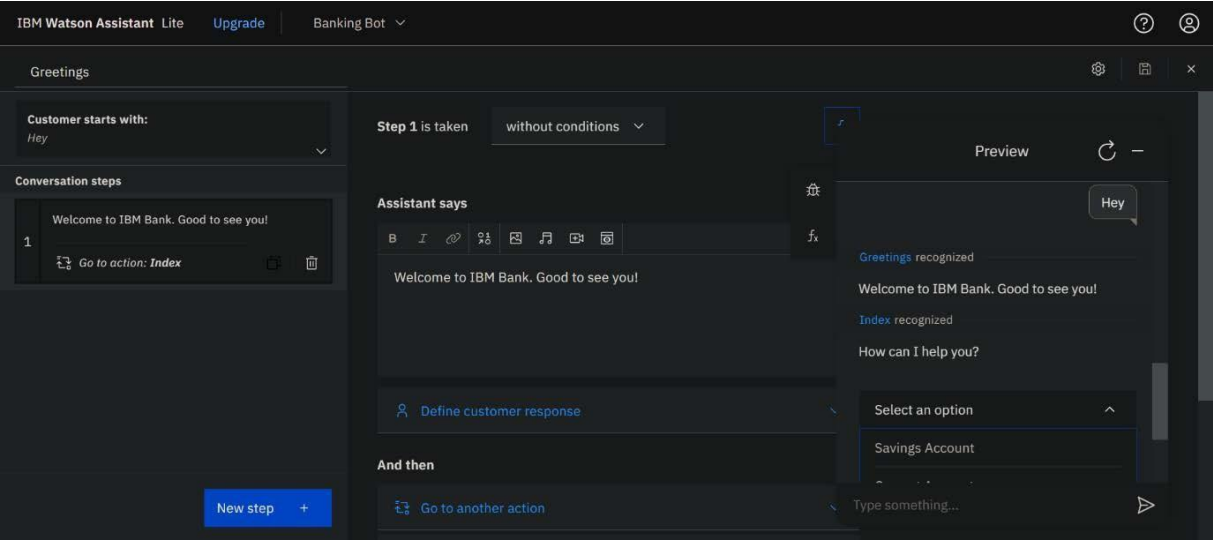 IBM Watson Assistant Lite Upgrade Banking Bot
Greetings
Customer starts with:
Hey
Conversation steps
1
Welcome to IBM Bank. Good to see you!
Go to action: Index
New step +
Step 1 is taken without conditions
Assistant says
B I
Welcome to IBM Bank. Good to see you!
Define customer response
And then
Go to another action
fx
Preview
Hey
Greetings recognized
Welcome to IBM Bank. Good to see you!
Index recognized
How can I help you?
Select an option
Savings Account
Type something...